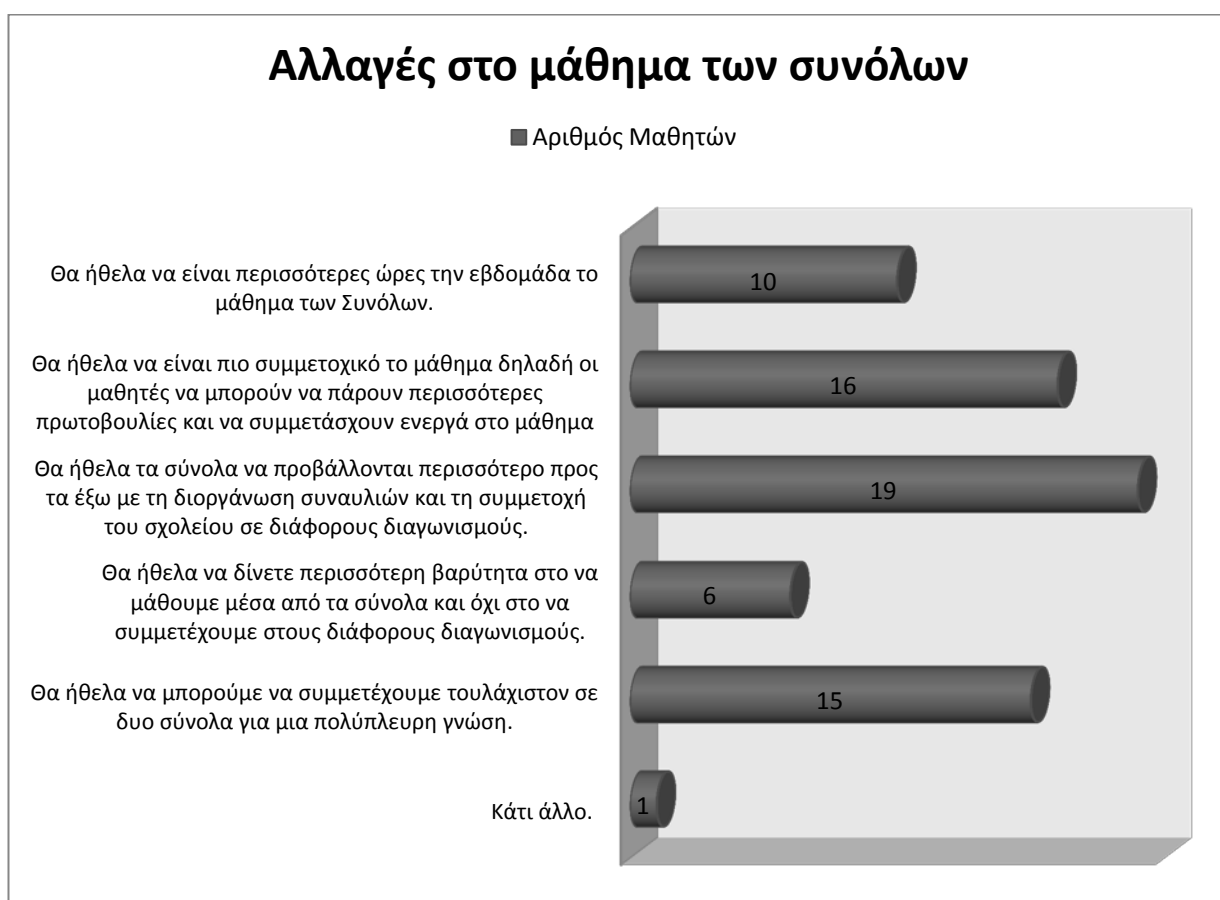 Αλλαγές στο μάθημα των συνόλων
Αριθμός Μαθητών
Θα ήθελα να είναι περισσότερες ώρες την εβδομάδα το
μάθημα των Συνόλων.
10
Θα ήθελα να είναι πιο συμμετοχικό το μάθημα δηλαδή οι
μαθητές να μπορούν να πάρουν περισσότερες
πρωτοβουλίες και να συμμετάσχουν ενεργά στο μάθημα
16
Θα ήθελα τα σύνολα να προβάλλονται περισσότερο προς
τα έξω με τη διοργάνωση συναυλιών και τη συμμετοχή
του σχολείου σε διάφορους διαγωνισμούς.
19
Θα ήθελα να δίνετε περισσότερη βαρύτητα στο να
μάθουμε μέσα από τα σύνολα και όχι στο να
συμμετέχουμε στους διάφορους διαγωνισμούς.
6
Θα ήθελα να μπορούμε να συμμετέχουμε τουλάχιστον σε
δυο σύνολα για μια πολύπλευρη γνώση.
15
Κάτι άλλο.
1